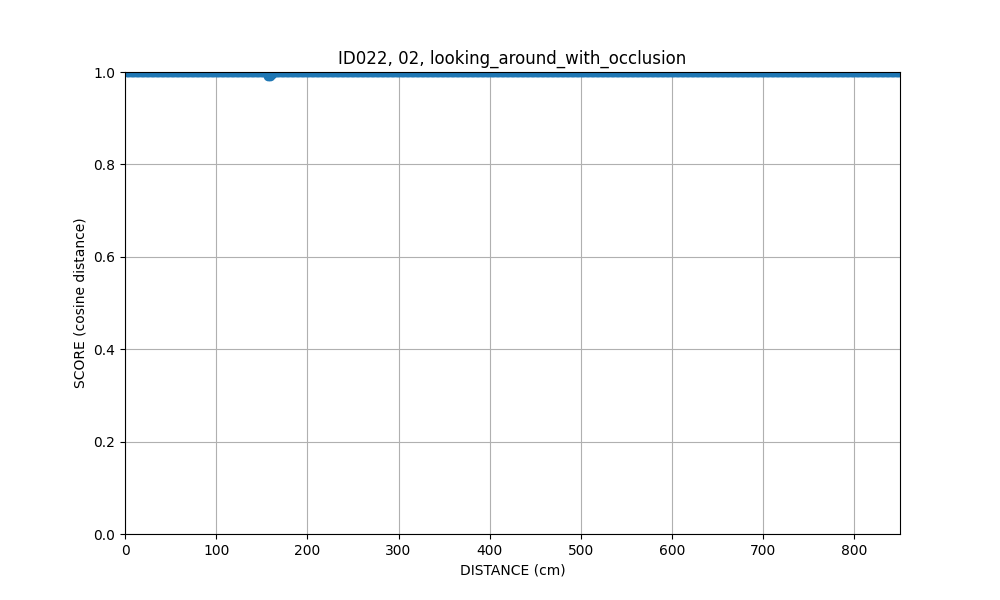 ID022, 02, looking_around_with_occlusion
1.0
0.8
0.6
0.4
0.2
0.0
SCORE (cosine distance)
0 100 200 300 400 500 600 700 800
DISTANCE (cm)